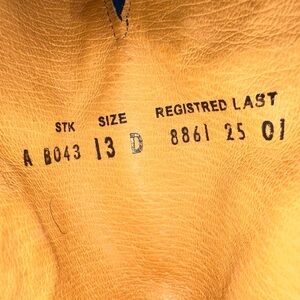 STK SIZE REGISTRED LAST
A B043 13 D 8861 25 01